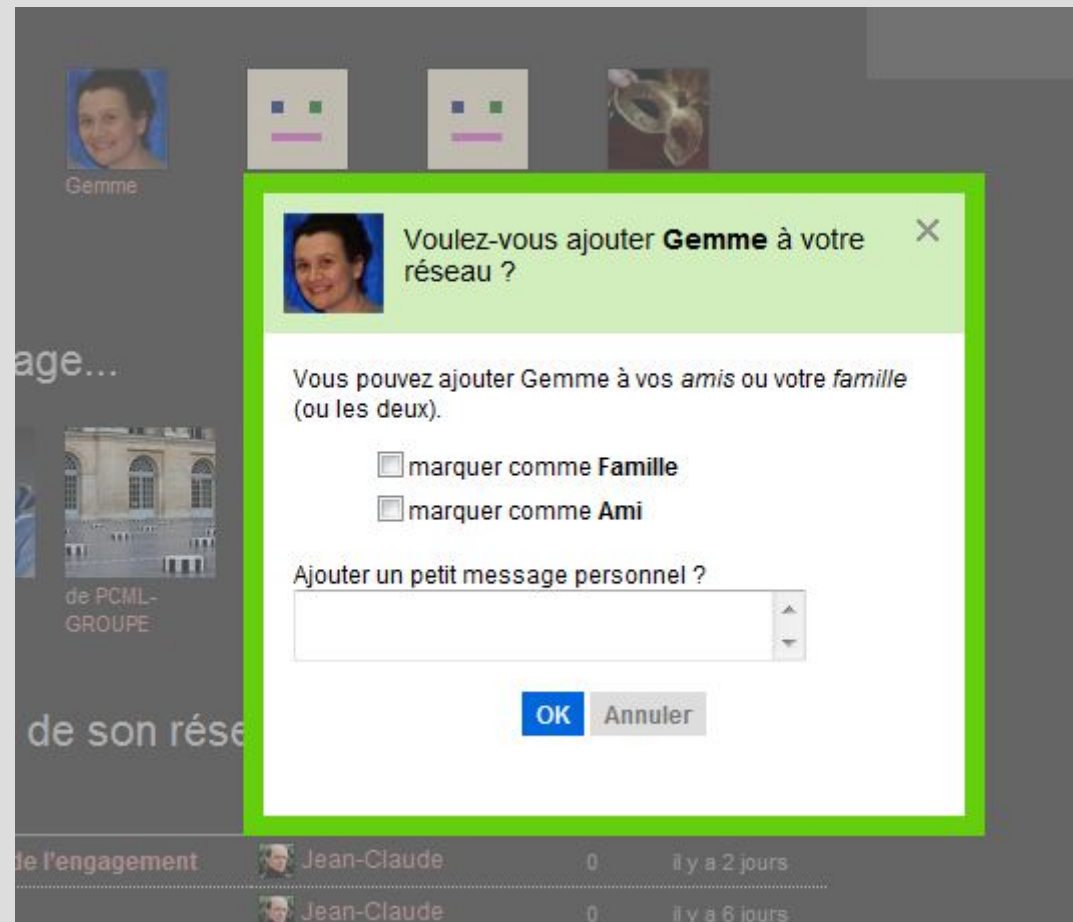 Gemme
Voulez-vous ajouter Gemme à votre
réseau ?
×
age...
Vous pouvez ajouter Gemme à vos amis ou votre famille
(ou les deux).
marquer comme Famille
marquer comme Ami
Ajouter un petit message personnel ?
de PCML-
GROUPE
OK Annuler
de son rése
de l'engagement Jean-Claude 0 il y a 2 jours
Jean-Claude 0 il y a 6 jours